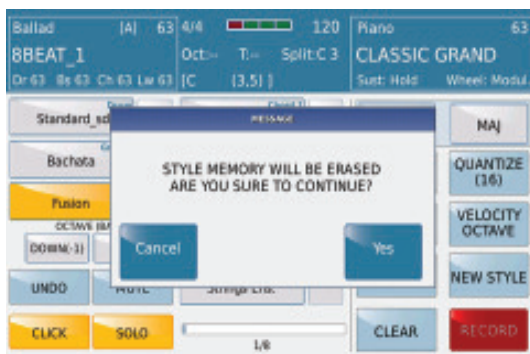 Ballad [A] 63 4/4 120 Piano 63
8BEAT_1 Oct:-- T:-- Split:C 3 CLASSIC GRAND
Dr 63 Bs 63 Ch 63 Lw 63 [C (3,5) ] Sust: Hold Wheel: Modul
MESSAGE
STYLE MEMORY WILL BE ERASED
ARE YOU SURE TO CONTINUE?
Cancel Yes
Standard_sd MAJ
Bachata QUANTIZE
(16)
Fusion VELOCITY
OCTAVE
OCTAVE
DOWN(-1)
UNDO MUTE NEW STYLE
CLICK SOLO 1/8 CLEAR RECORD